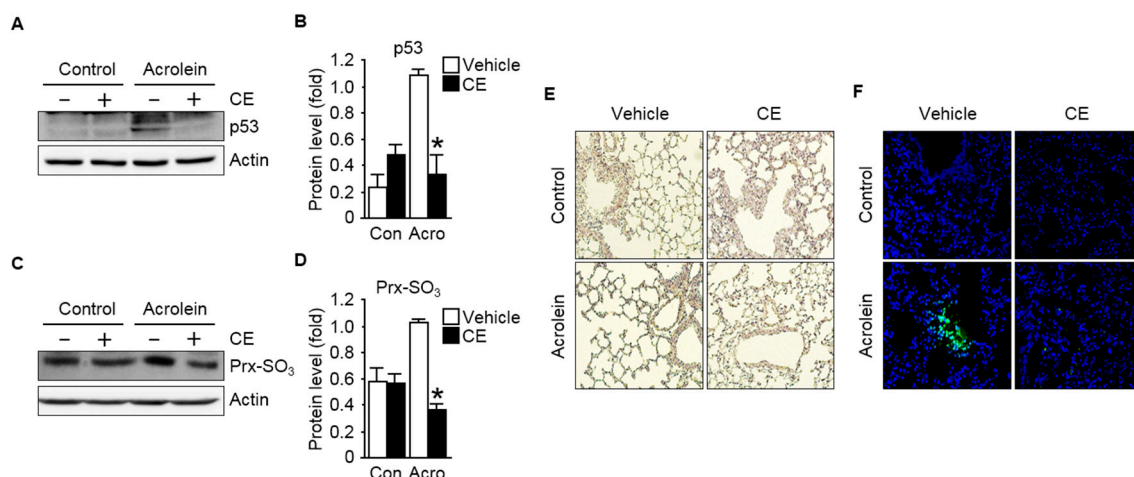 A
Control Acrolein
− + − + CE
p53
Actin
B
p53
Vehicle
CE
Protein level (fold)
1.2
1.0
0.8
0.6
0.4
0.2
0
*
Con Acro
C
Control Acrolein
− + − + CE
Prx-SO₃
Actin
D
Prx-SO₃
Vehicle
CE
Protein level (fold)
1.2
1.0
0.8
0.6
0.4
0.2
0
*
Con Acro
E
Vehicle CE
Control
Acrolein
F
Vehicle CE
Control
Acrolein